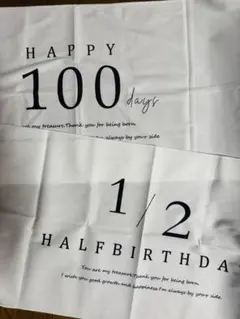 HAPPY
100 days
are my treasure.Thank you for being born.
I'm always by your side
1/2
HALFBIRTHDA
You are my treasure.Thank you for being born.
I wish you good growth and happiness.I'm always by your side.